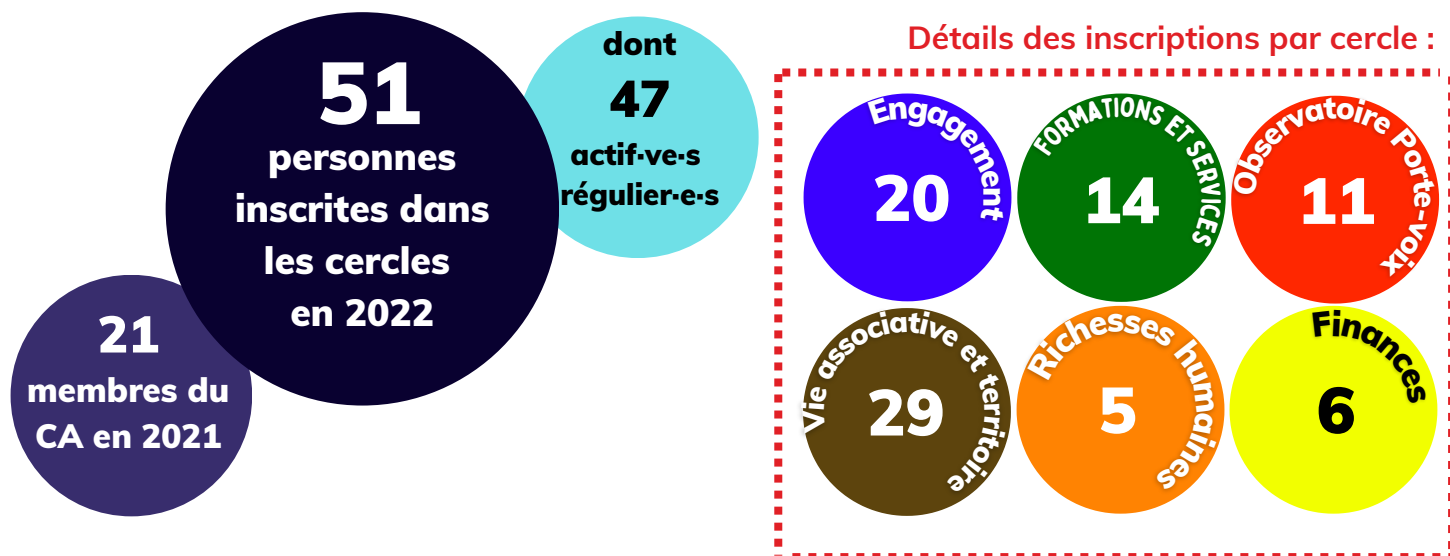 51
personnes
inscrites dans
les cercles
en 2022
dont
47
actif·ve·s
régulier·e·s
21
membres du
CA en 2021
Détails des inscriptions par cercle :
Engagement
20
FORMATIONS ET SERVICES
14
Observatoire Porte-voix
11
Vie associative et territoire
29
Richesses humaines
5
Finances
6